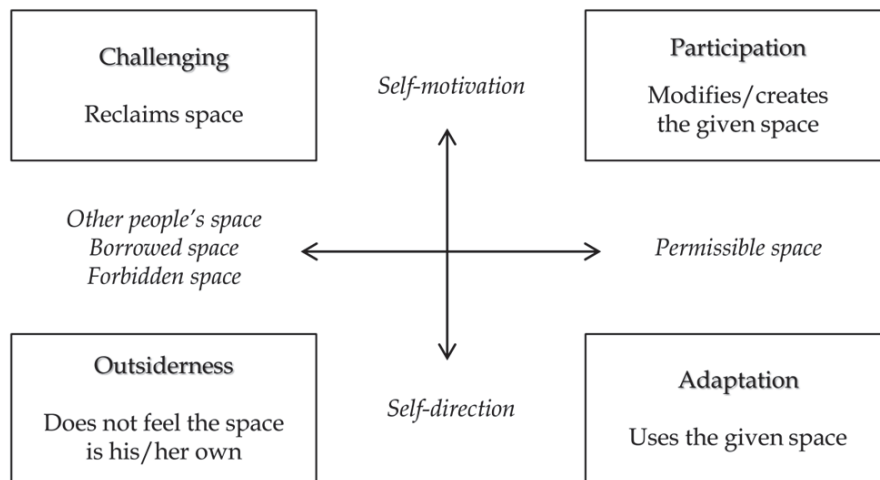 Challenging
Reclaims space
Self-motivation
Participation
Modifies/creates
the given space
Other people's space
Borrowed space
Forbidden space
Permissible space
Outsiderness
Does not feel the space
is his/her own
Self-direction
Adaptation
Uses the given space